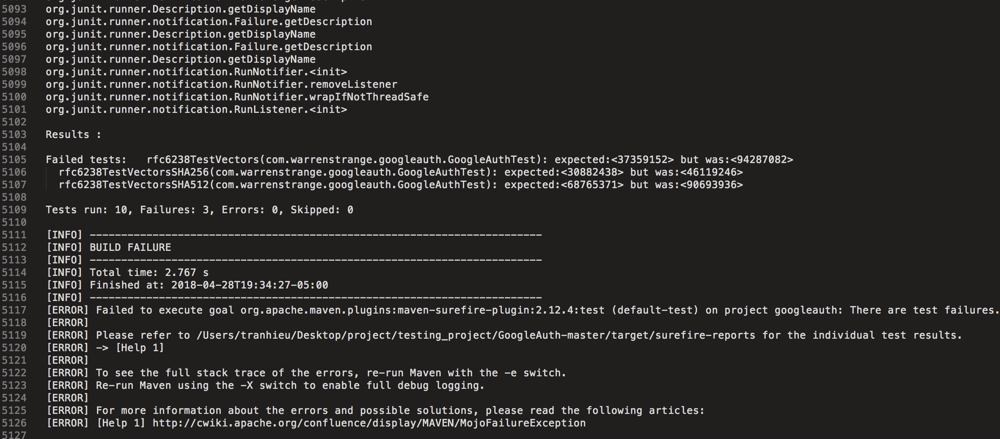 5093 org.junit.runner.Description.getDisplayName
5094 org.junit.runner.notification.Failure.getDescription
5095 org.junit.runner.Description.getDisplayName
5096 org.junit.runner.notification.Failure.getDescription
5097 org.junit.runner.Description.getDisplayName
5098 org.junit.runner.notification.RunNotifier.<init>
5099 org.junit.runner.notification.RunNotifier.removeListener
5100 org.junit.runner.notification.RunNotifier.wrapIfNotThreadSafe
5101 org.junit.runner.notification.RunListener.<init>
5102
5103 Results :
5104
5105 Failed tests:   rfc6238TestVectors(com.warrenstrange.googleauth.GoogleAuthTest): expected:<37359152> but was:<94287082>
5106   rfc6238TestVectorsSHA256(com.warrenstrange.googleauth.GoogleAuthTest): expected:<30882438> but was:<46119246>
5107   rfc6238TestVectorsSHA512(com.warrenstrange.googleauth.GoogleAuthTest): expected:<68765371> but was:<90693936>
5108
5109 Tests run: 10, Failures: 3, Errors: 0, Skipped: 0
5110
5111 [INFO] ------------------------------------------------------------------------
5112 [INFO] BUILD FAILURE
5113 [INFO] ------------------------------------------------------------------------
5114 [INFO] Total time: 2.767 s
5115 [INFO] Finished at: 2018-04-28T19:34:27-05:00
5116 [INFO] ------------------------------------------------------------------------
5117 [ERROR] Failed to execute goal org.apache.maven.plugins:maven-surefire-plugin:2.12.4:test (default-test) on project googleauth: There are test failures.
5118 [ERROR]
5119 [ERROR] Please refer to /Users/tranhieu/Desktop/project/testing_project/GoogleAuth-master/target/surefire-reports for the individual test results.
5120 [ERROR] -> [Help 1]
5121 [ERROR]
5122 [ERROR] To see the full stack trace of the errors, re-run Maven with the -e switch.
5123 [ERROR] Re-run Maven using the -X switch to enable full debug logging.
5124 [ERROR]
5125 [ERROR] For more information about the errors and possible solutions, please read the following articles:
5126 [ERROR] [Help 1] http://cwiki.apache.org/confluence/display/MAVEN/MojoFailureException
5127